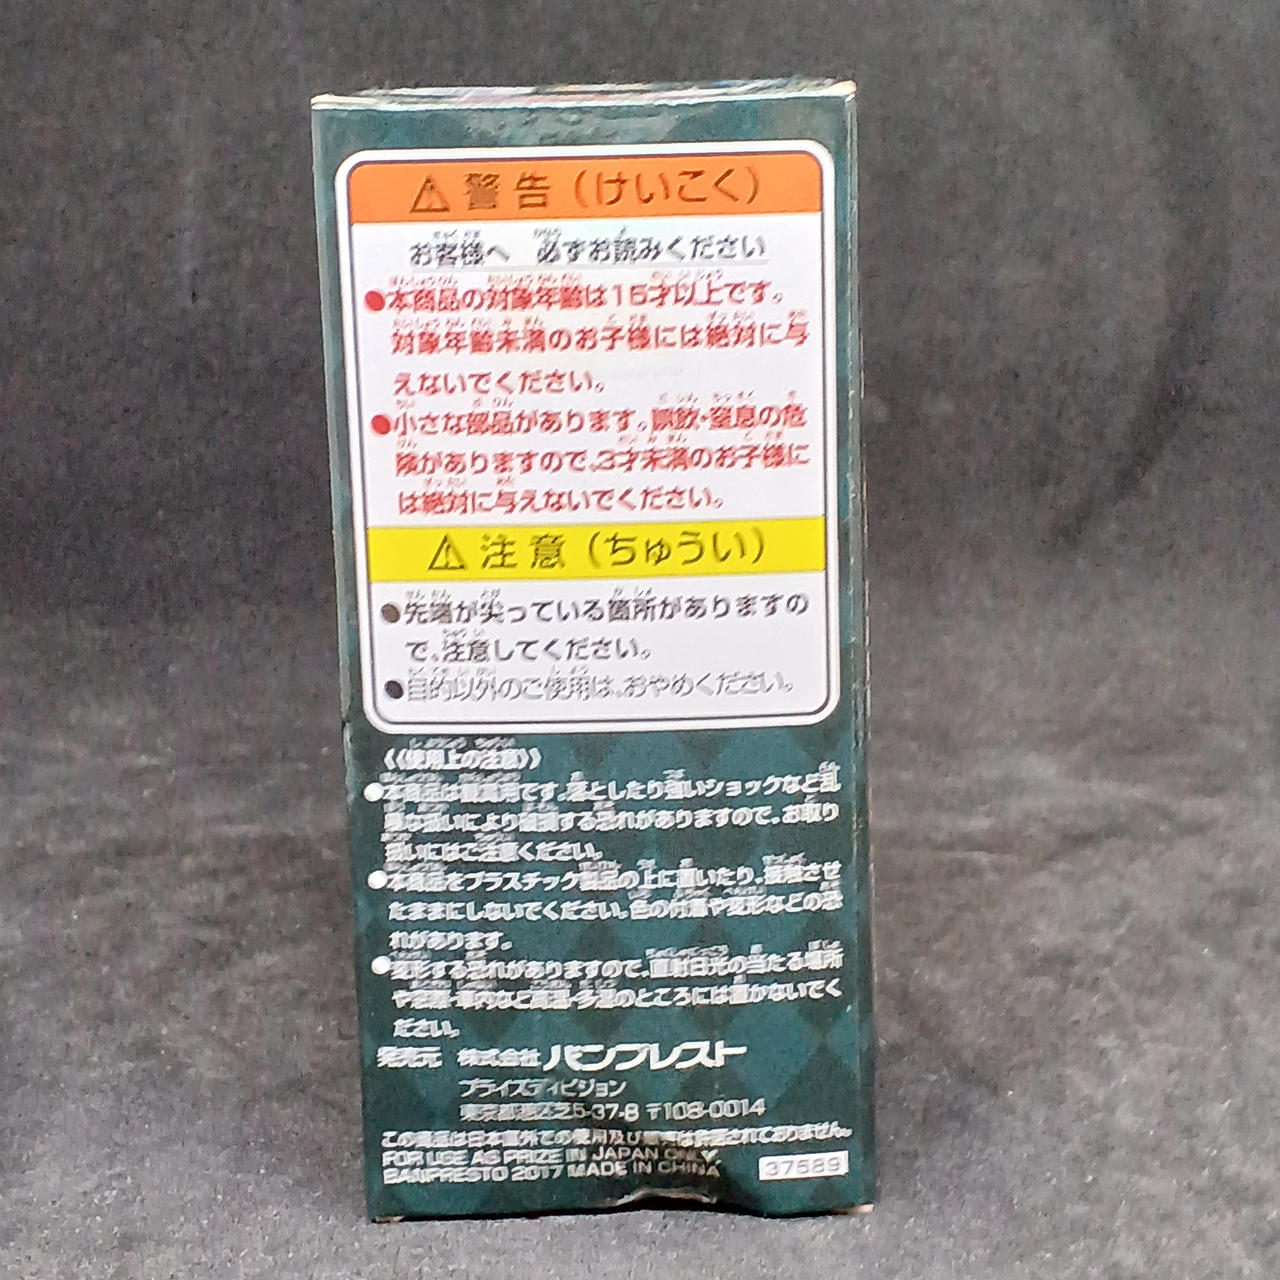 警告（けいこく）
お客様へ 必ずお読みください
●本商品の対象年齢は15才以上です。
対象年齢未満のお子様には絶対に与
えないでください。
●小さな部品があります。誤飲・窒息の危
険がありますので、3才未満のお子様に
は絶対に与えないでください。
注意（ちゅうい）
●先端が尖っている箇所がありますの
で、注意してください。
●目的以外のご使用は、おやめください。
《使用上の注意》
●本商品は観賞用です。落としたり強いショックなど乱
暴な扱いにより破損する恐れがありますので、お取り
扱いにはご注意ください。
●本商品をプラスチック製品の上に置いたり、接触させ
たままにしないでください。色の付着や変形などの恐
れがあります。
●変形する恐れがありますので、直射日光の当たる場所
や窓際・車内など高温・多湿のところには置かないでく
ださい。
発売元 株式会社バンプレスト
プライズディビジョン
東京都港区芝5-37-8 〒108-0014
この商品は日本国外での使用及び販売は許諾されておりません。
FOR USE AS PRIZE IN JAPAN ONLY.
BANPRESTO 2017 MADE IN CHINA
37589